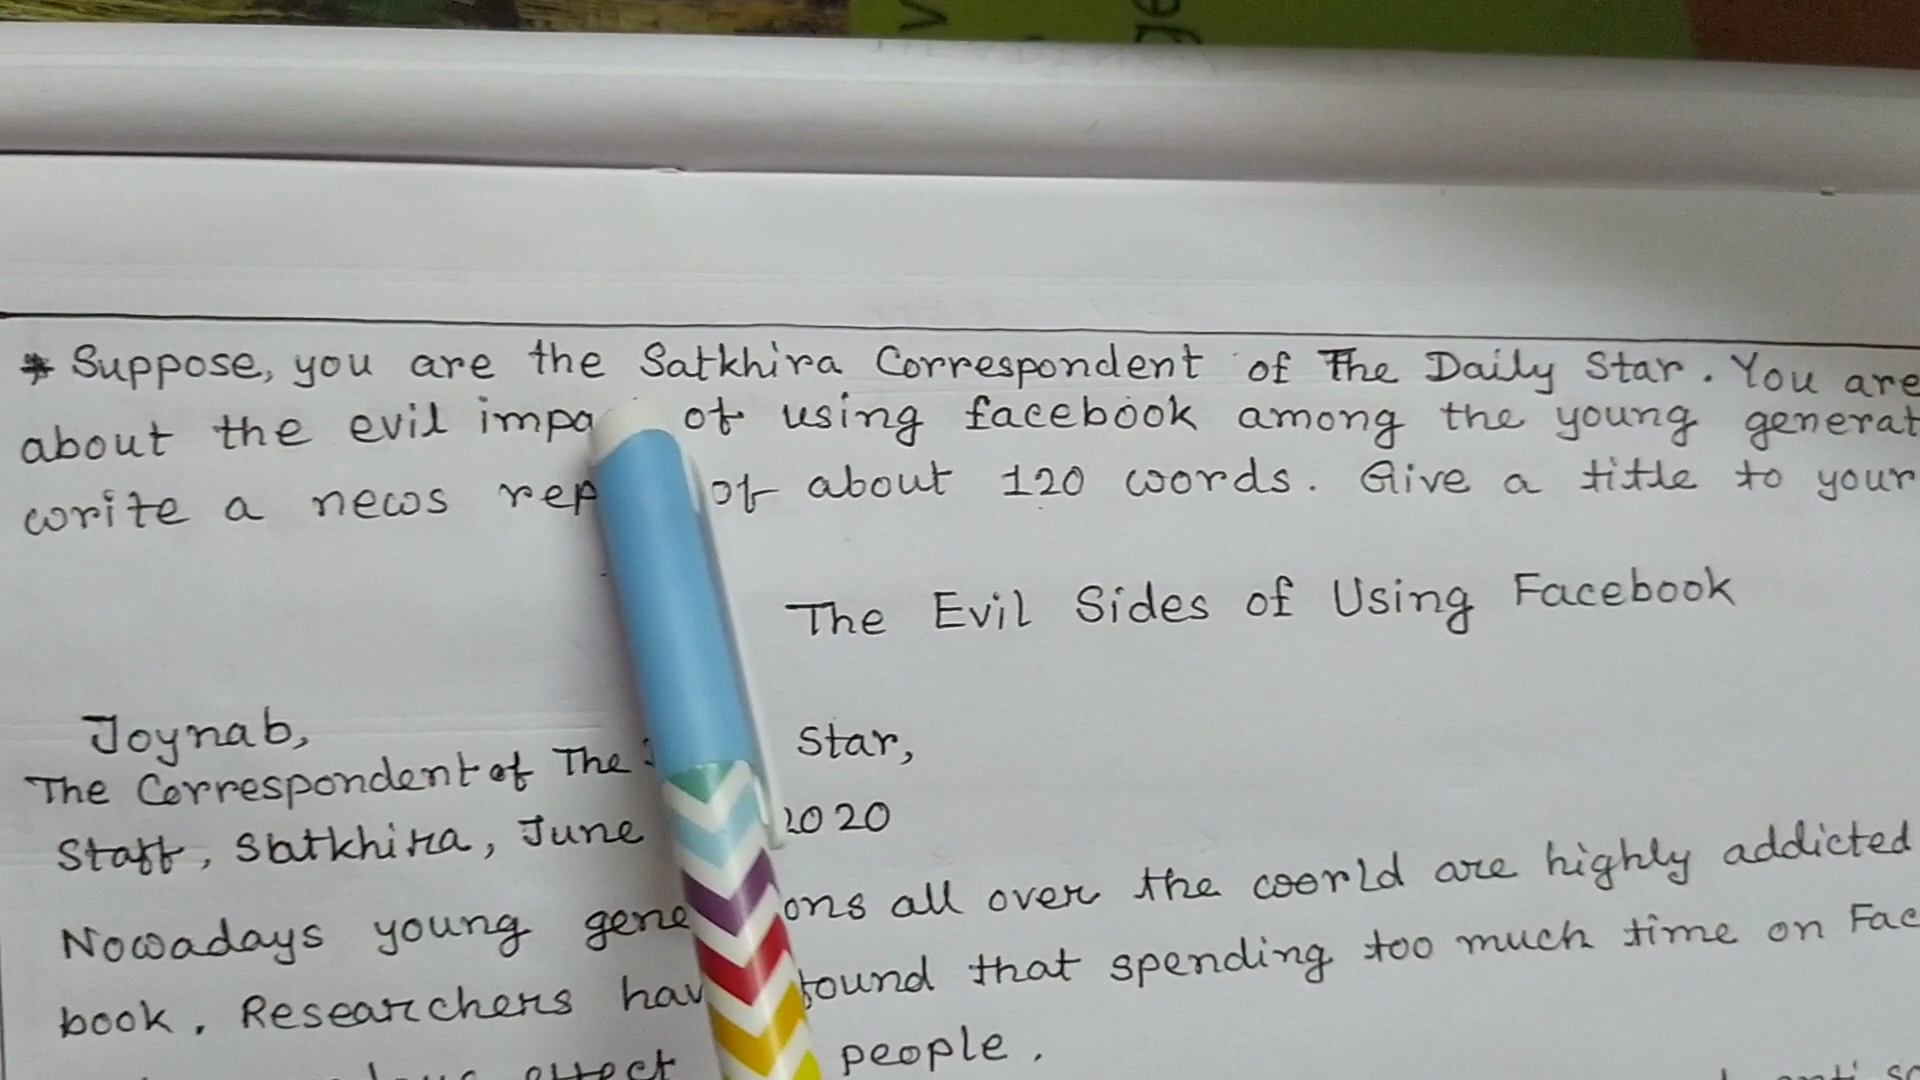 * Suppose, you are the Satkhira Correspondent of The Daily Star. You are
about the evil impa of using facebook among the young generat
write a news rep of about 120 words. Give a title to your
The Evil Sides of Using Facebook
Joynab,
The Correspondent of The Star,
Staff, Satkhira, June 2020
Nowadays young gene ons all over the world are highly addicted
book. Researchers hav found that spending too much time on Fac
effect people.